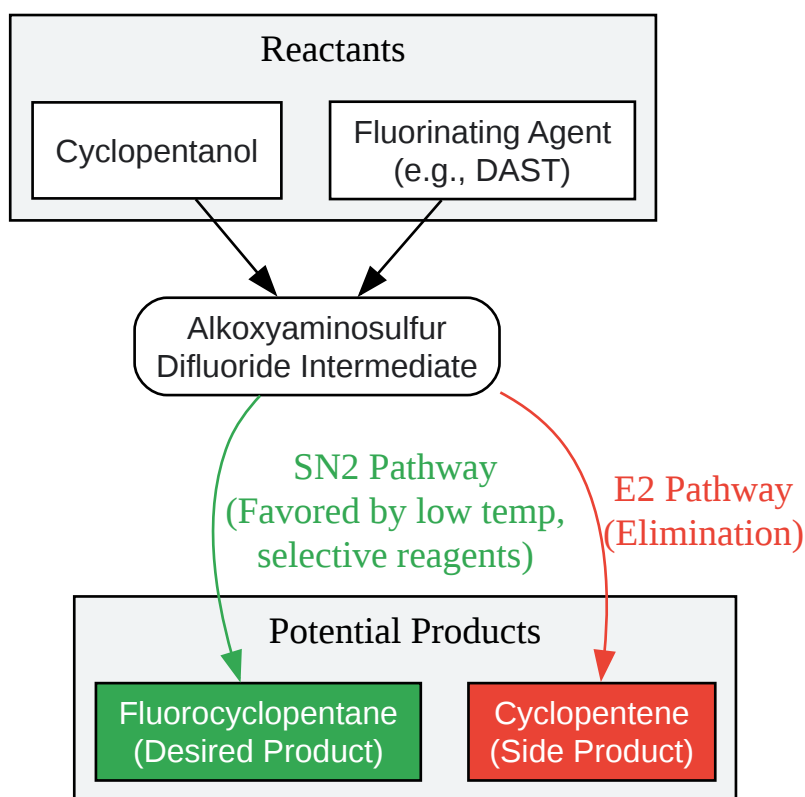 Reactants
Cyclopentanol
Fluorinating Agent
(e.g., DAST)
Alkoxyaminosulfur
Difluoride Intermediate
SN2 Pathway
(Favored by low temp,
selective reagents)
E2 Pathway
(Elimination)
Potential Products
Fluorocyclopentane
(Desired Product)
Cyclopentene
(Side Product)